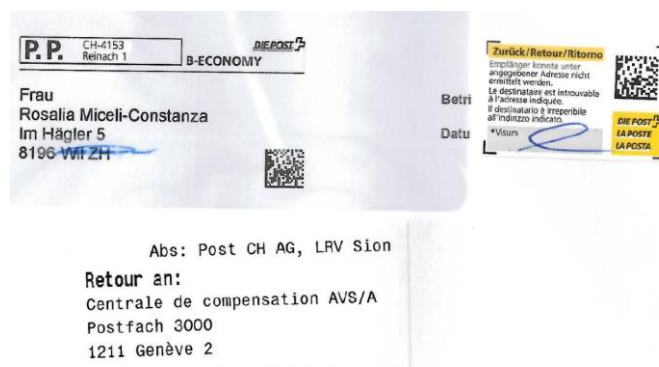 P.P. CH-4153
Reinach 1
DIE POST
B-ECONOMY
Frau
Rosalia Miceli-Constanza
Im Hägler 5
8196 Wil ZH
Betri
Datu
Zurück/Retour/Ritorno
Empfänger konnte unter
angegebener Adresse nicht
ermittelt werden.
Le destinataire est introuvable
à l'adresse indiquée.
Il destinatario è irreperibile
all'indirizzo indicato.
*Visum
DIE POST
LA POSTE
LA POSTA
Abs: Post CH AG, LRV Sion
Retour an:
Centrale de compensation AVS/A
Postfach 3000
1211 Genève 2